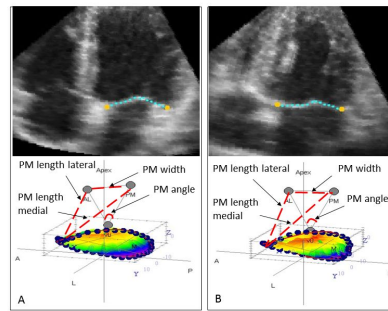 PM length lateral
PM width
Apex
PM length medial
PM angle
AL
PM
Z
A
P
Y
L
A
PM length lateral
PM width
Apex
PM length medial
PM angle
AL
PM
Z
A
P
Y
L
B